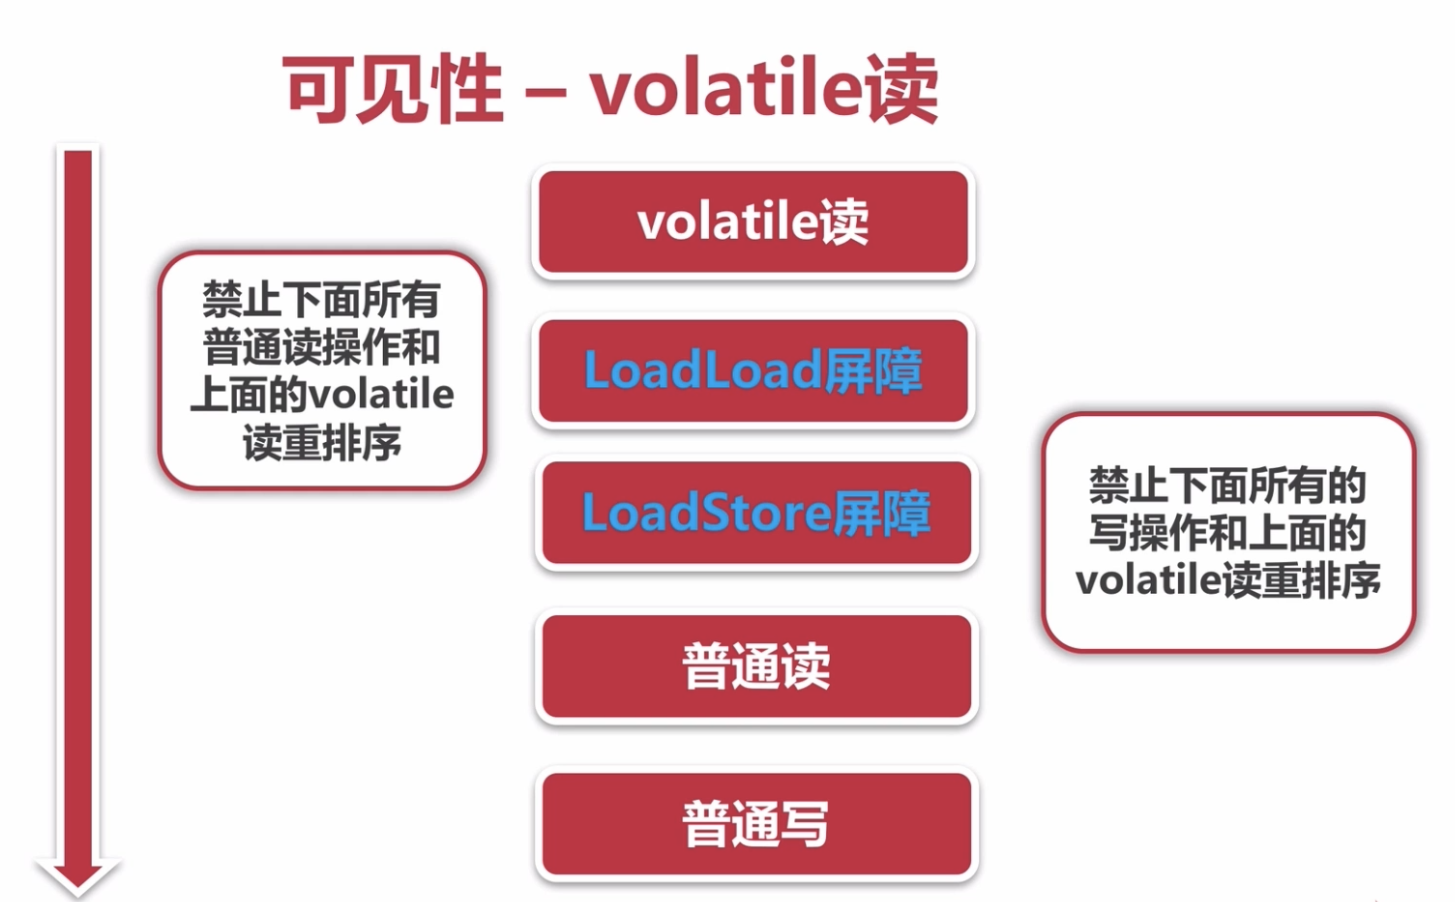 可见性 – volatile读
volatile读
禁止下面所有
普通读操作和
上面的volatile
读重排序
LoadLoad屏障
LoadStore屏障
禁止下面所有的
写操作和上面的
volatile读重排序
普通读
普通写